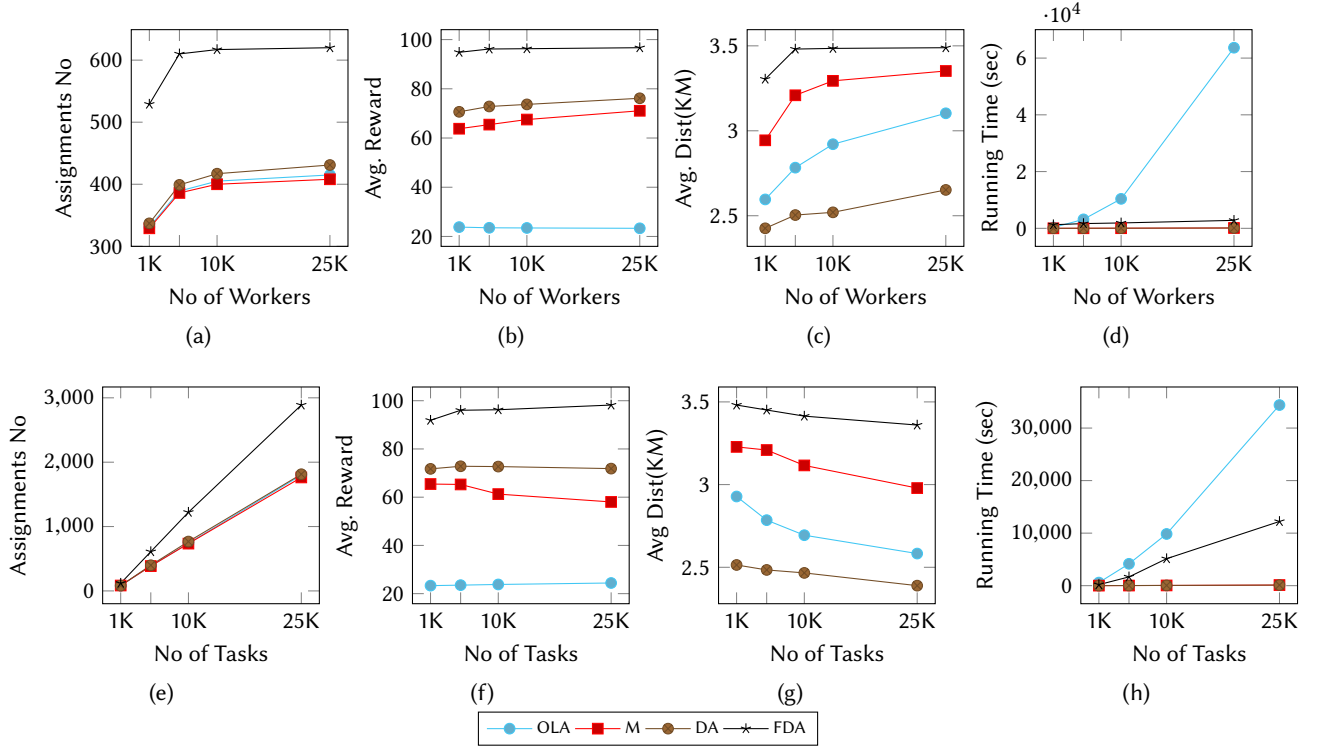 ·10⁴
600
500
400
300
Assignments No
1K 10K 25K
No of Workers
(a)
100
80
60
40
20
Avg. Reward
1K 10K 25K
No of Workers
(b)
3.5
3
2.5
Avg. Dist(KM)
1K 10K 25K
No of Workers
(c)
6
4
2
0
Running Time (sec)
1K 10K 25K
No of Workers
(d)
3,000
2,000
1,000
0
Assignments No
1K 10K 25K
No of Tasks
(e)
100
80
60
40
20
Avg. Reward
1K 10K 25K
No of Tasks
(f)
3.5
3
2.5
Avg Dist(KM)
1K 10K 25K
No of Tasks
(g)
30,000
20,000
10,000
0
Running Time (sec)
1K 10K 25K
No of Tasks
(h)
OLA M DA FDA